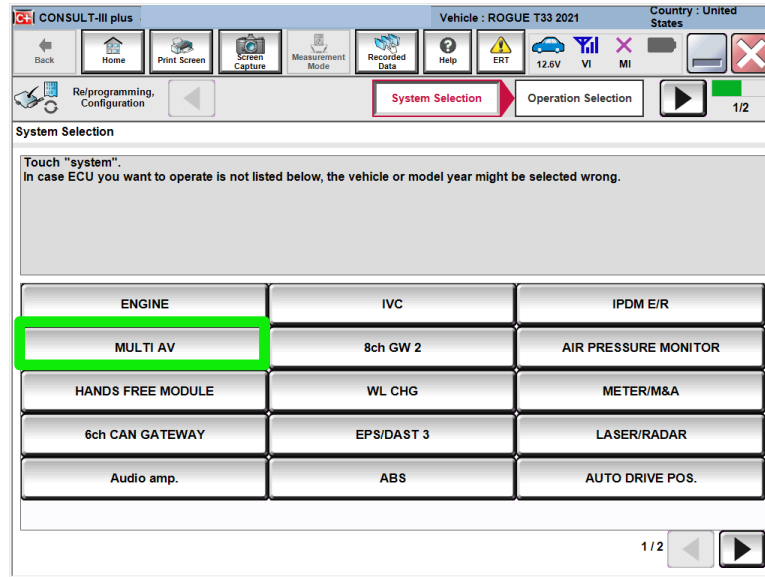 C+ CONSULT-III plus
Vehicle : ROGUE T33 2021
Country : United
States
Back
Home
Print Screen
Screen
Capture
Measurement
Mode
Recorded
Data
Help
ERT
12.6V
VI
MI
Re/programming,
Configuration
System Selection
Operation Selection
1/2
System Selection
Touch "system".
In case ECU you want to operate is not listed below, the vehicle or model year might be selected wrong.
ENGINE
IVC
IPDM E/R
MULTI AV
8ch GW 2
AIR PRESSURE MONITOR
HANDS FREE MODULE
WL CHG
METER/M&A
6ch CAN GATEWAY
EPS/DAST 3
LASER/RADAR
Audio amp.
ABS
AUTO DRIVE POS.
1 / 2